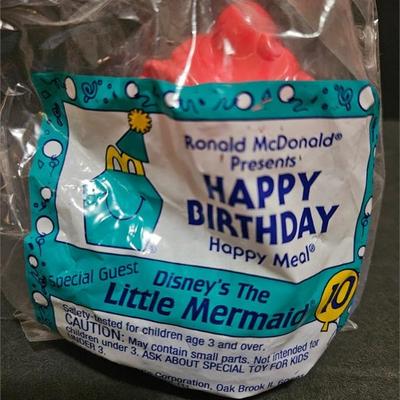 Ronald McDonald®
Presents
HAPPY
BIRTHDAY
Happy Meal®
Special Guest Disney's The
Little Mermaid
10
Safety-tested for children age 3 and over.
CAUTION: May contain small parts. Not intended for
children under 3. ASK ABOUT SPECIAL TOY FOR KIDS
UNDER 3.
Corporation, Oak Brook IL